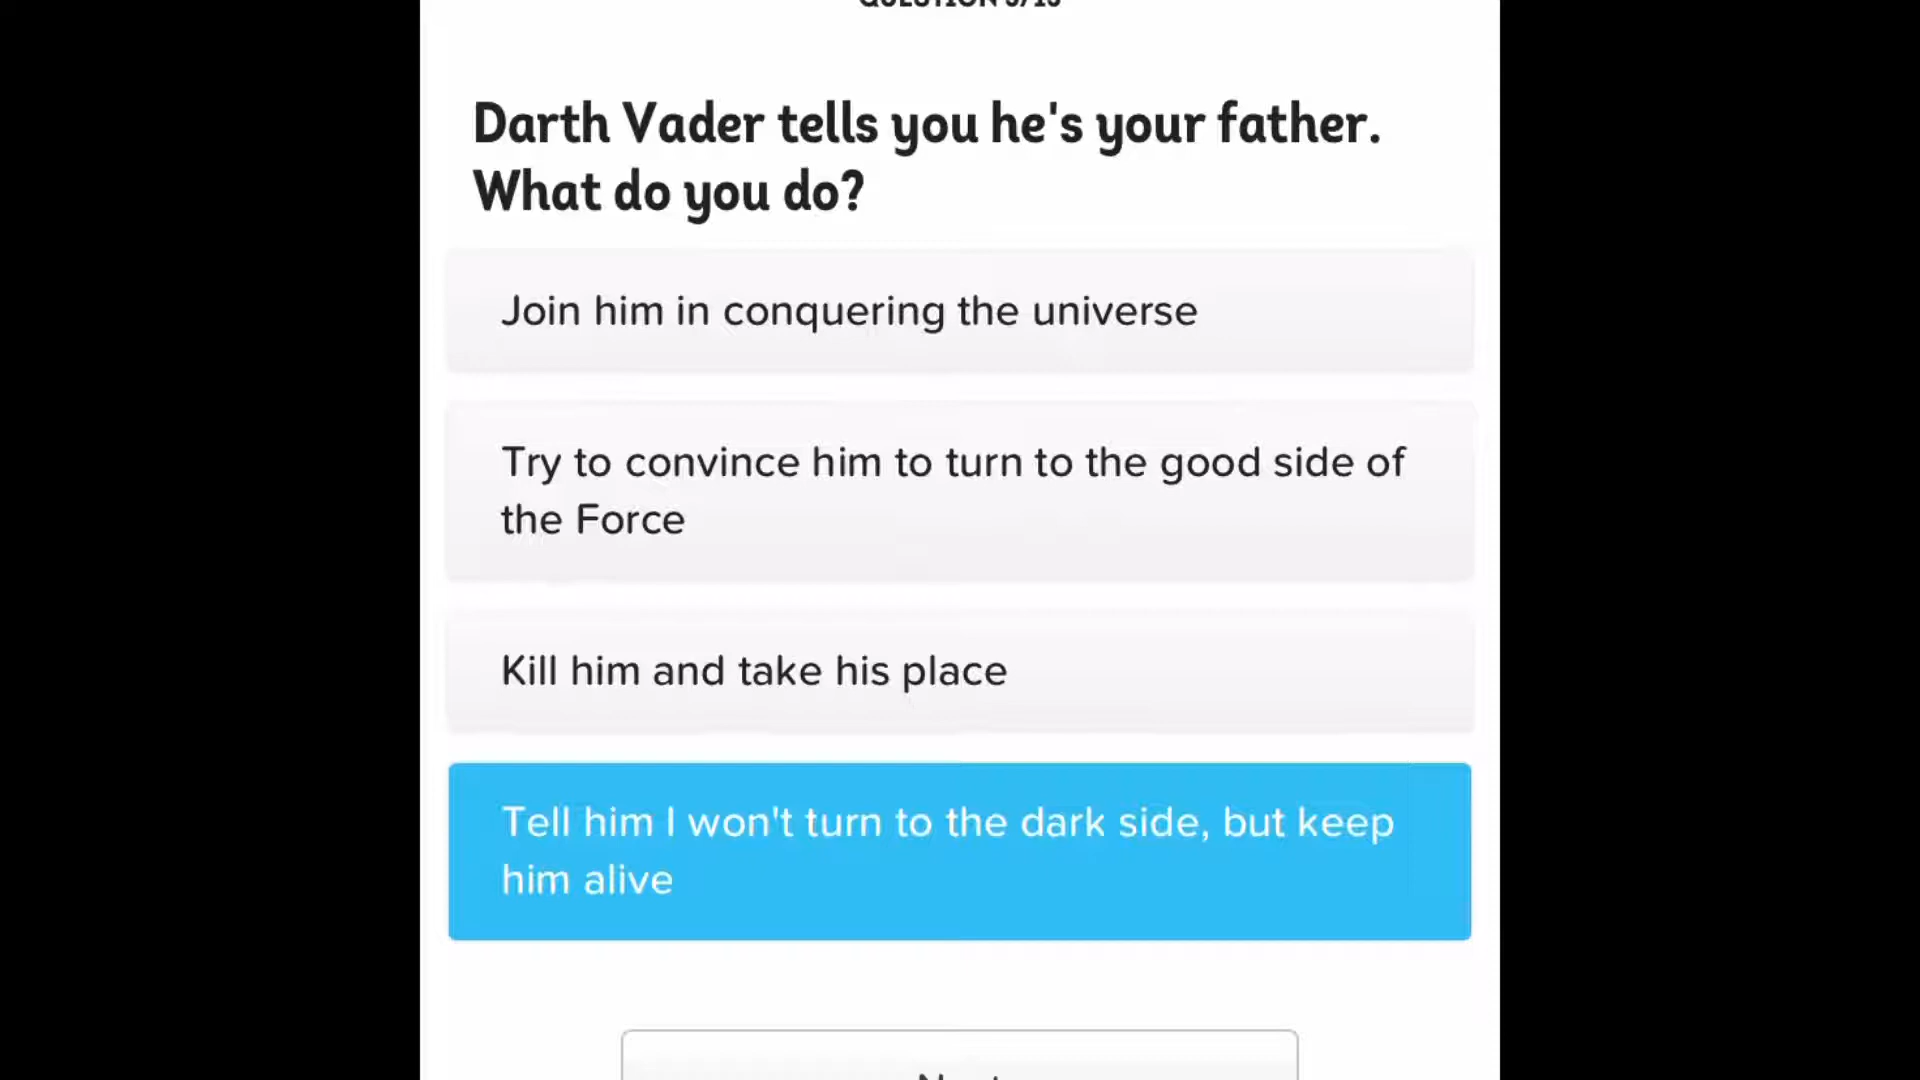 Darth Vader tells you he's your father.
What do you do?
Join him in conquering the universe
Try to convince him to turn to the good side of
the Force
Kill him and take his place
Tell him I won't turn to the dark side, but keep
him alive